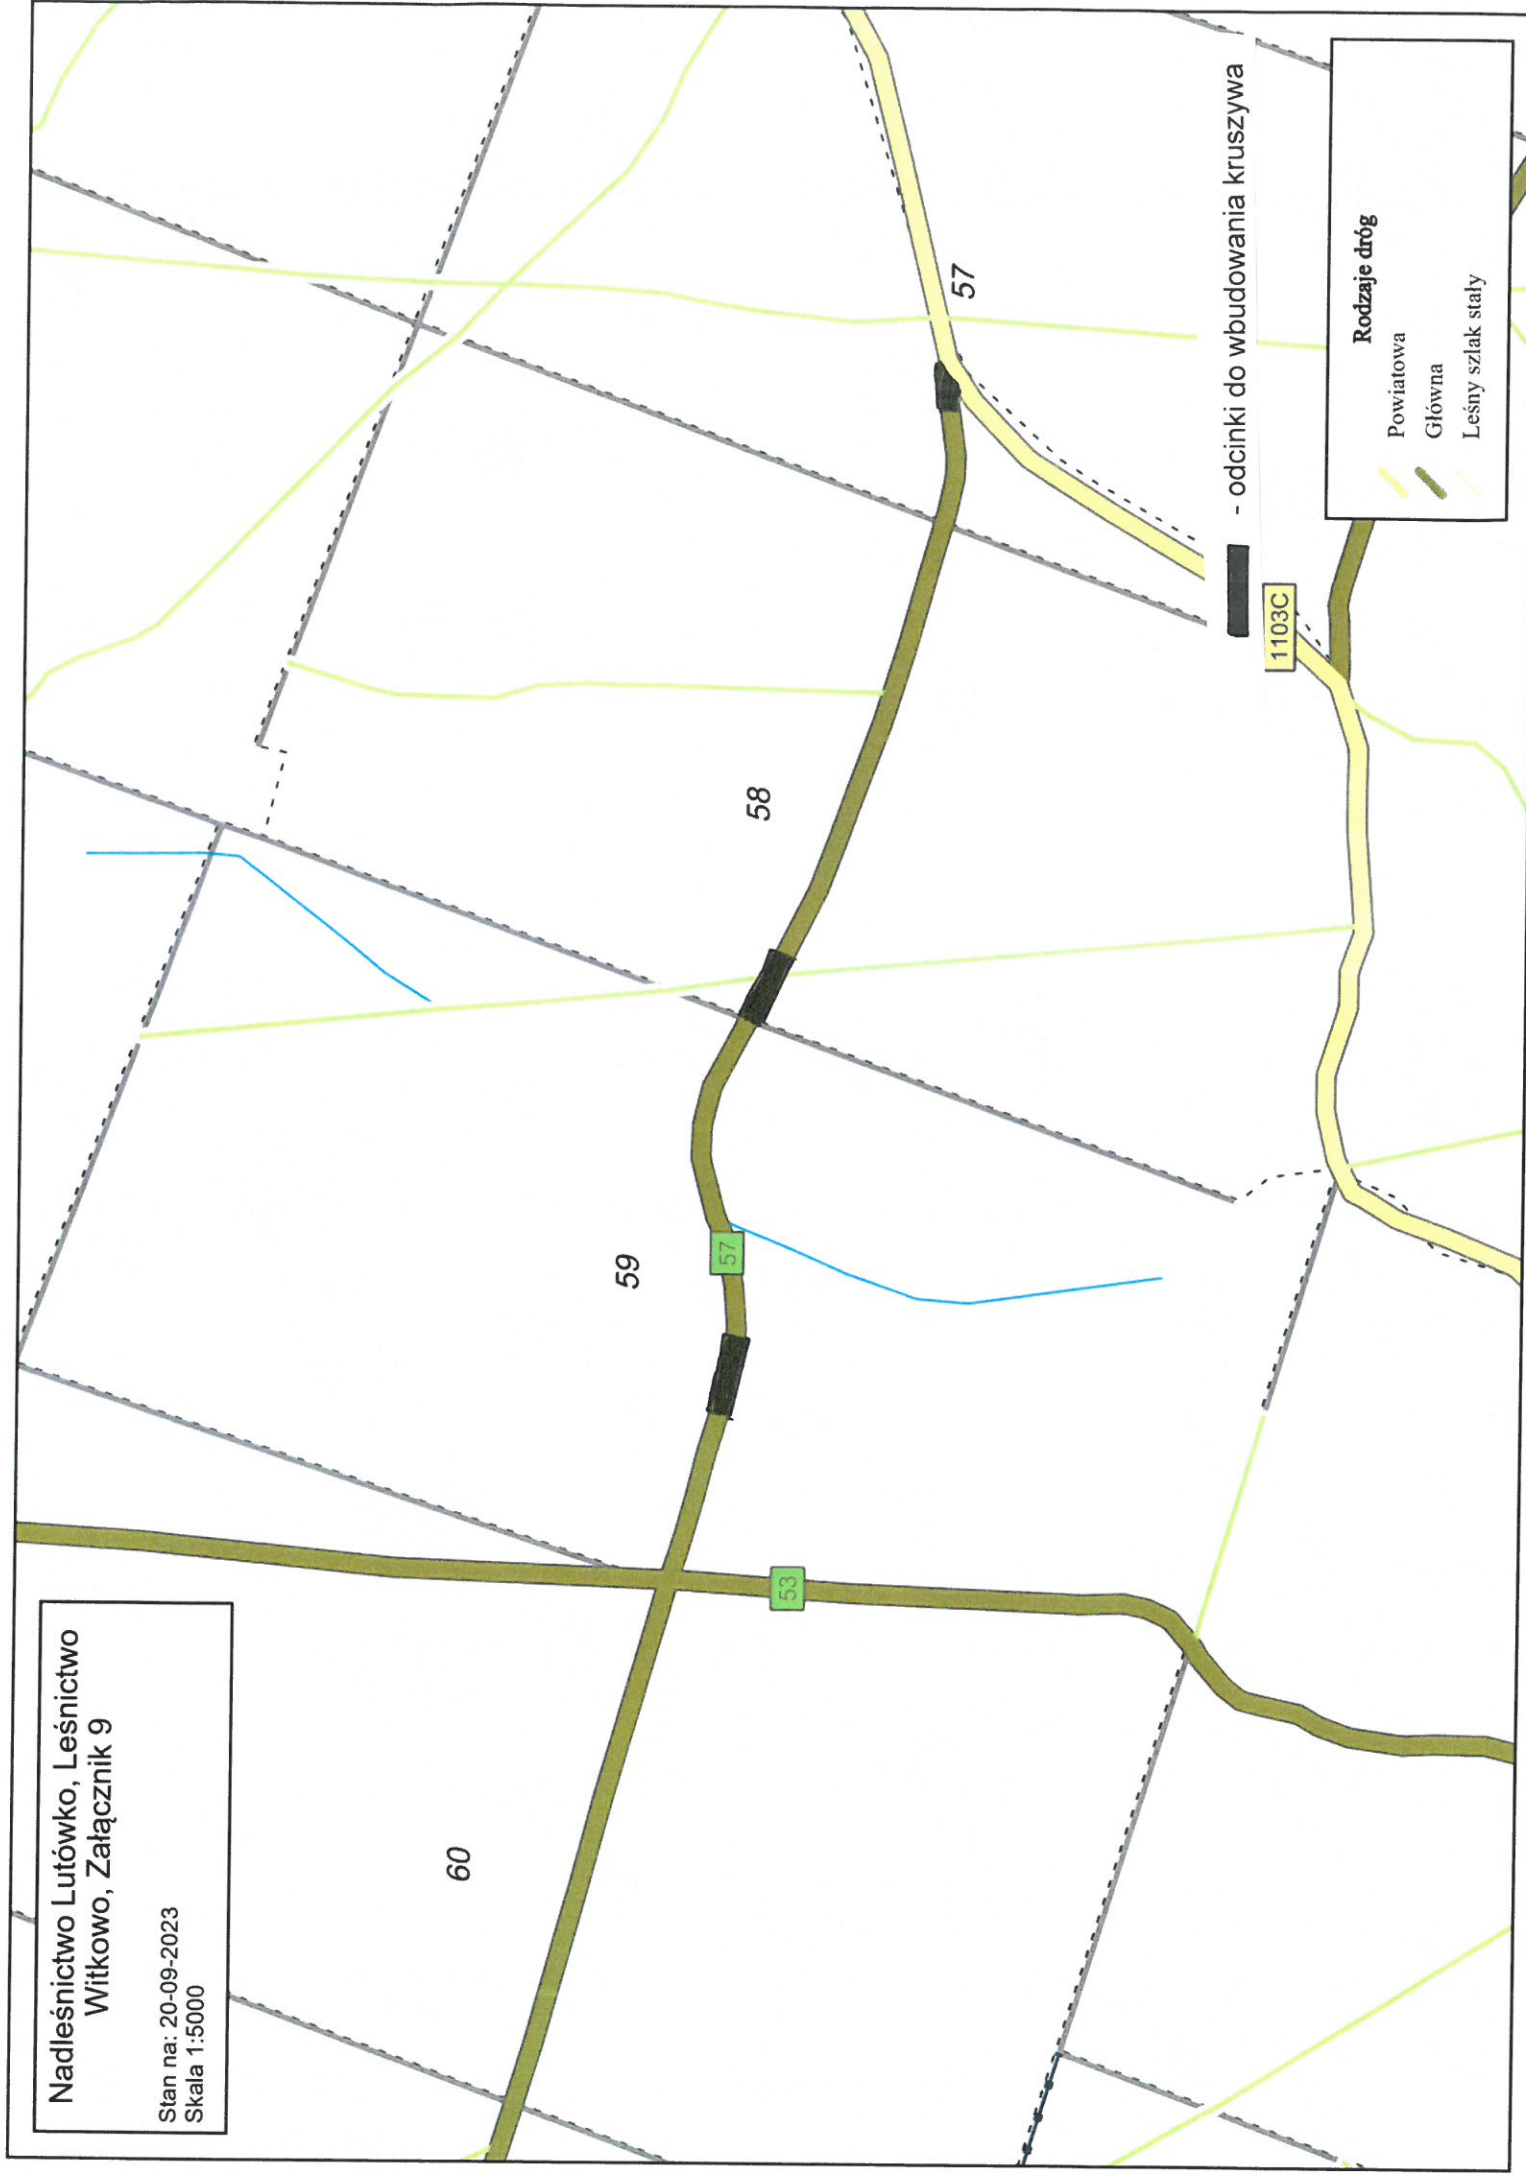 Nadleśnictwo Lutówko, Leśnictwo
Witkowo, Załącznik 9
Stan na: 20-09-2023
Skala 1:5000
60
59
58
57
53
57
1103C
- odcinki do wbudowania kruszywa
Rodzaje dróg
Powiatowa
Główna
Leśny szlak stały